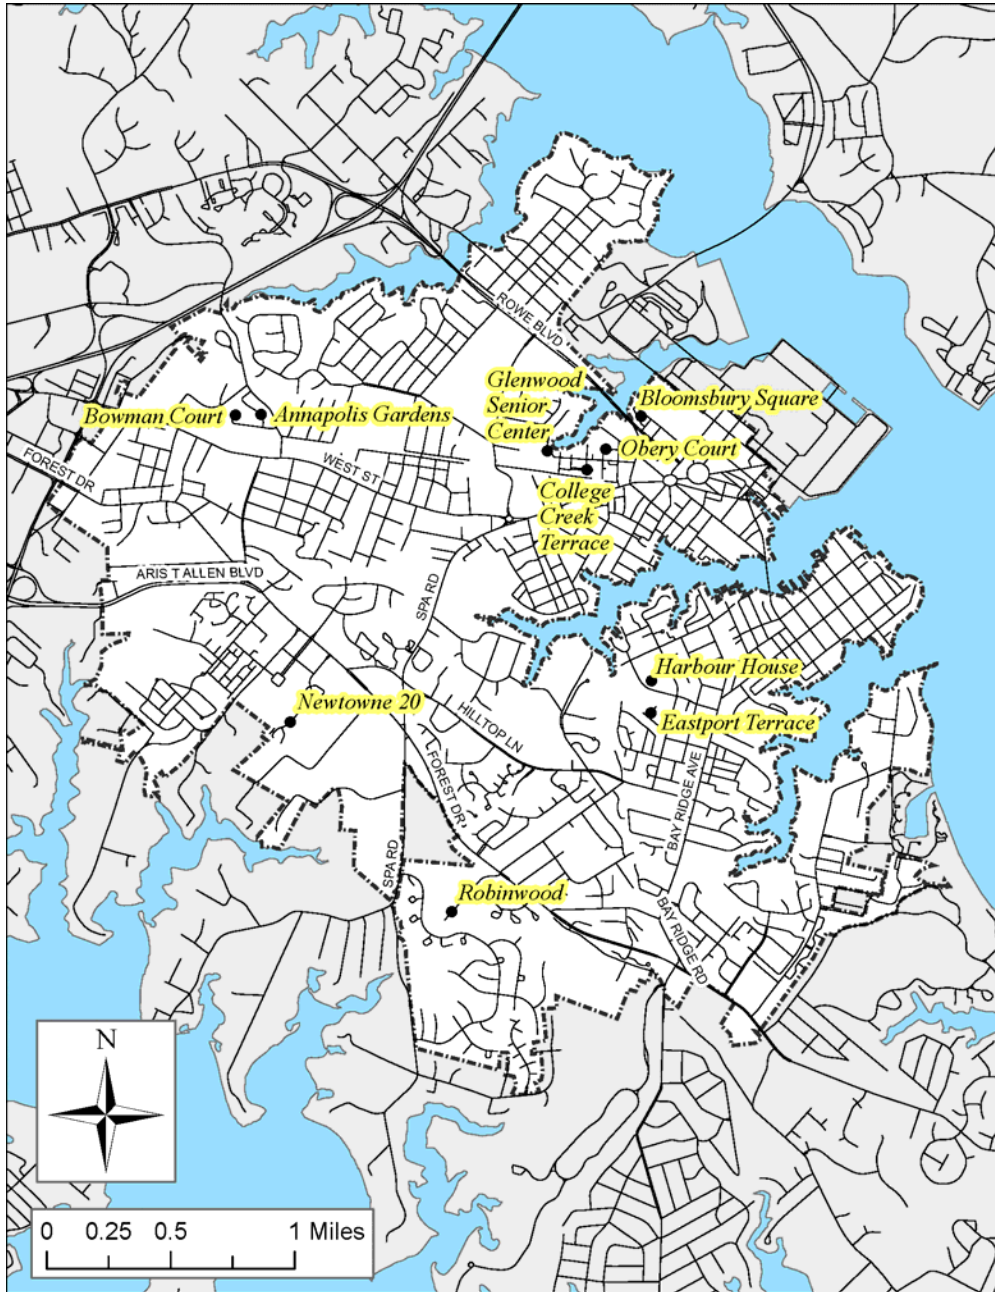 ROWE BLVD
Glenwood
Senior
Center
Bloomsbury Square
Bowman Court
Annapolis Gardens
Obery Court
FOREST DR
WEST ST
College
Creek
Terrace
ARIS T ALLEN BLVD
SPA RD
Harbour House
Newtowne 20
HILLTOP LN
Eastport Terrace
FOREST DR
BAY RIDGE AVE
SPA RD
Robinwood
BAY RIDGE RD
N
0 0.25 0.5 1 Miles